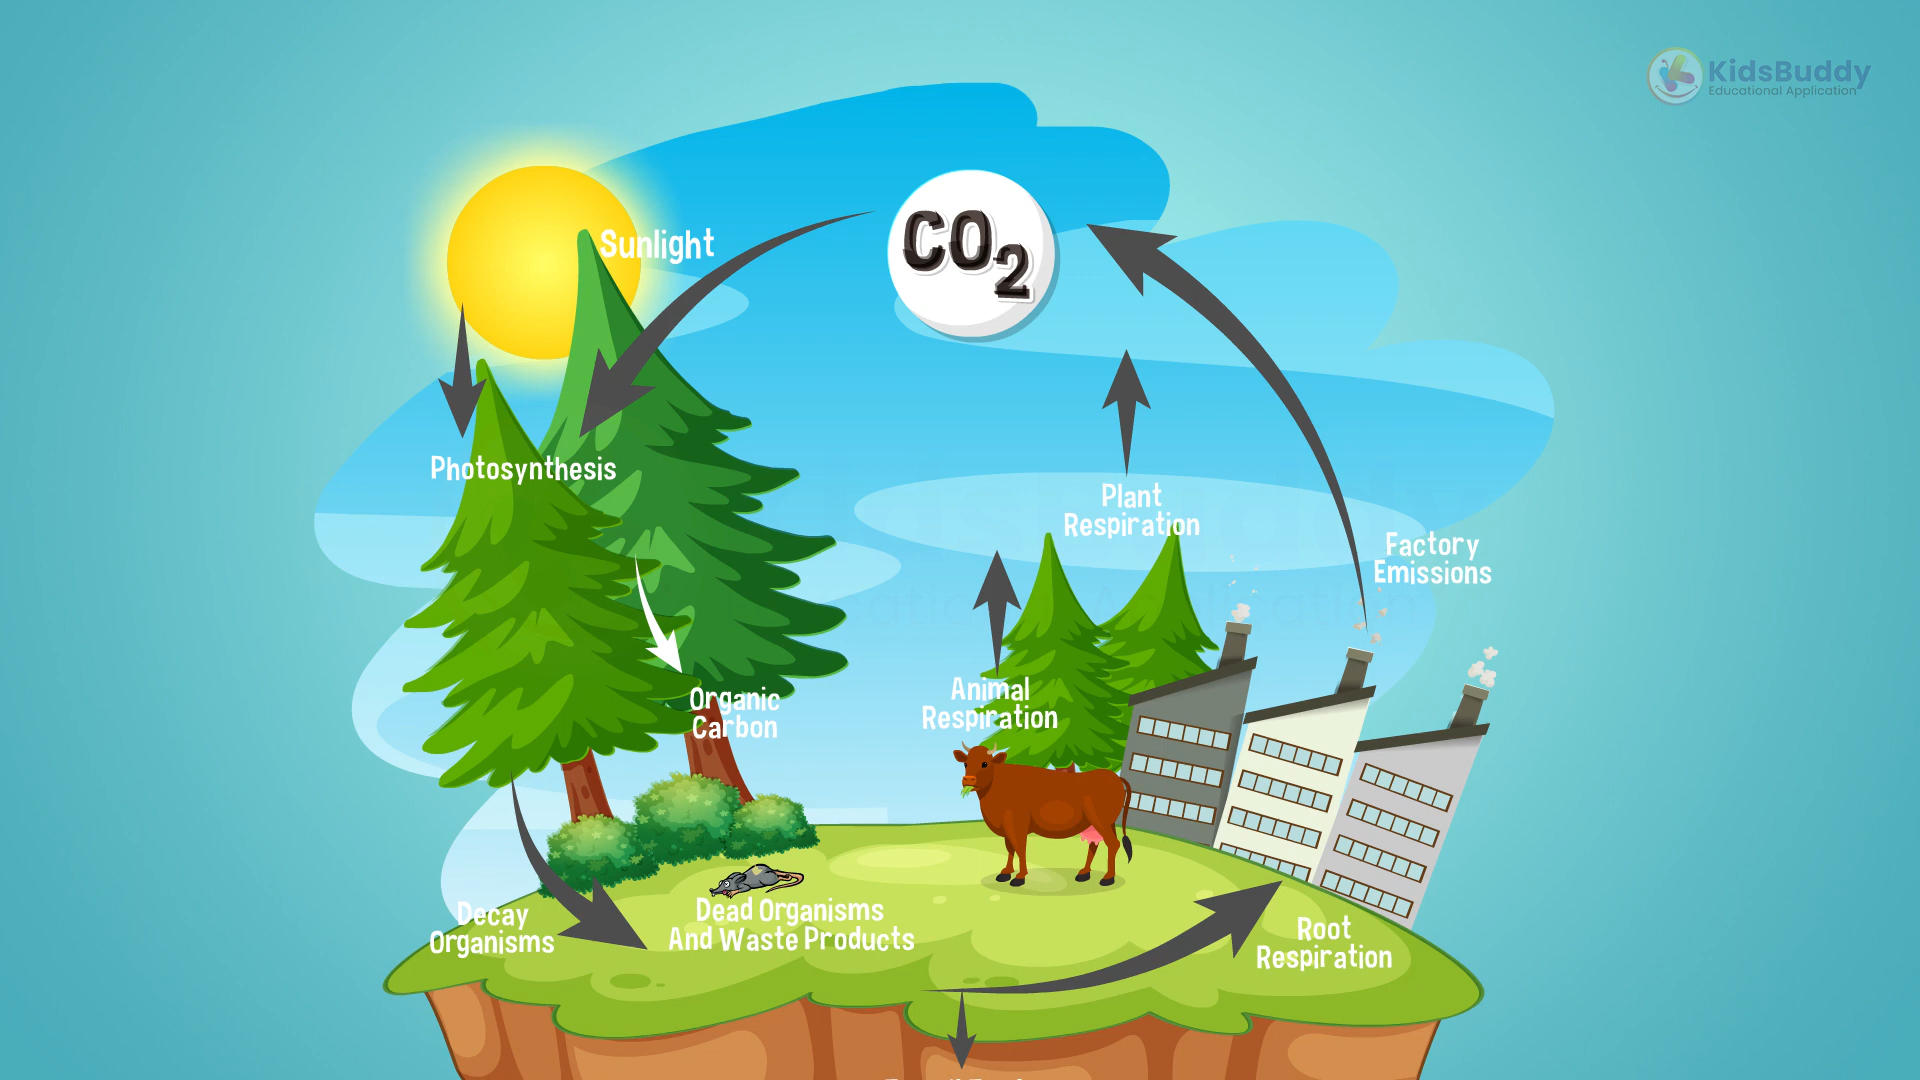 KidsBuddy
Educational Application
CO2
Sunlight
Photosynthesis
Plant
Respiration
Factory
Emissions
Organic
Carbon
Animal
Respiration
Decay
Organisms
Dead Organisms
And Waste Products
Root
Respiration